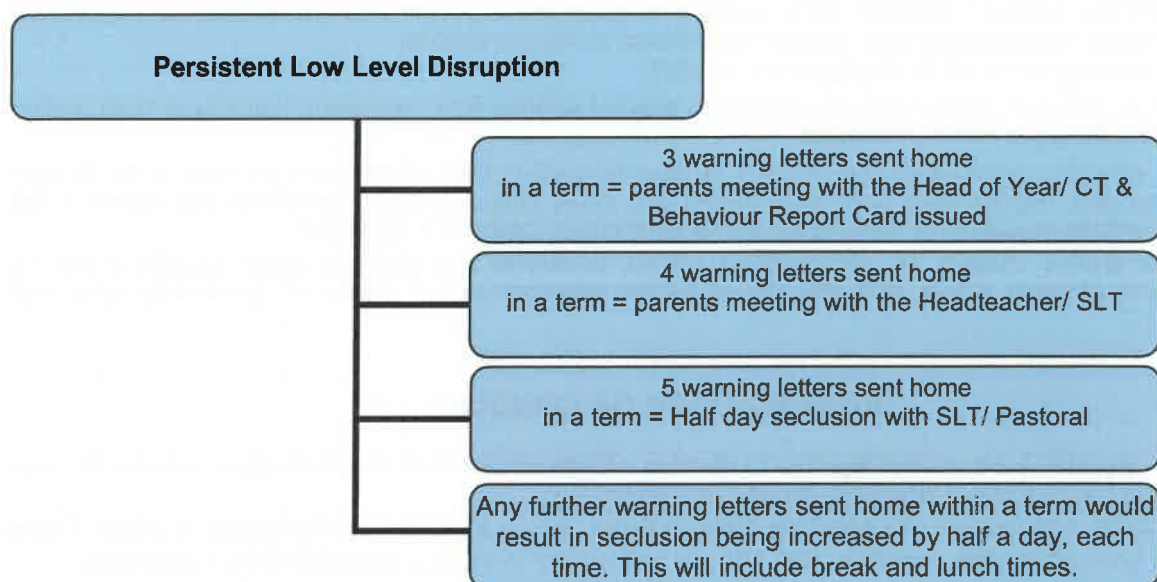 Persistent Low Level Disruption
3 warning letters sent home
in a term = parents meeting with the Head of Year/ CT &
Behaviour Report Card issued
4 warning letters sent home
in a term = parents meeting with the Headteacher/ SLT
5 warning letters sent home
in a term = Half day seclusion with SLT/ Pastoral
Any further warning letters sent home within a term would
result in seclusion being increased by half a day, each
time. This will include break and lunch times.